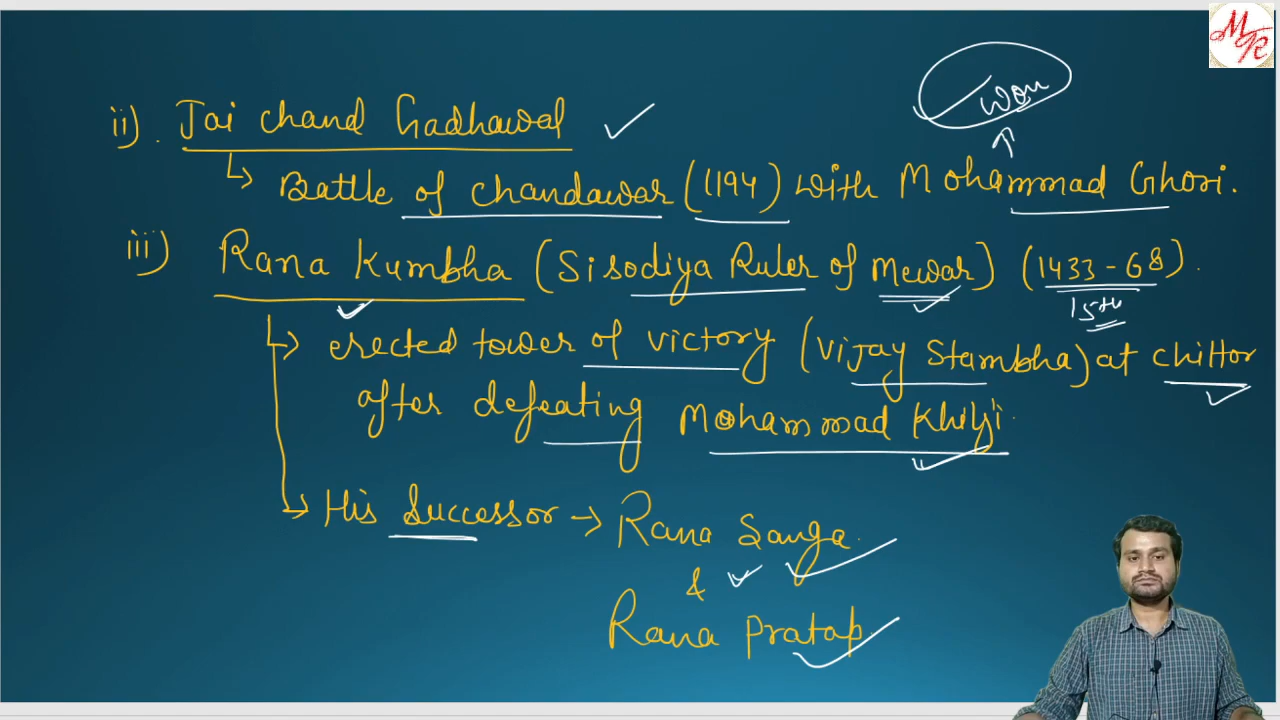 MR
won
ii). Jai chand Gadhawal
↳ Battle of chandawar (1194) with Mohammad Ghori.
iii) Rana Kumbha (Sisodiya Ruler of Mewar) (1433-68).
15th
↳ erected tower of victory (Vijay Stambha) at chittor
after defeating Mohammad Khilji.
↳ His Successor → Rana Sanga.
&
Rana Pratap.